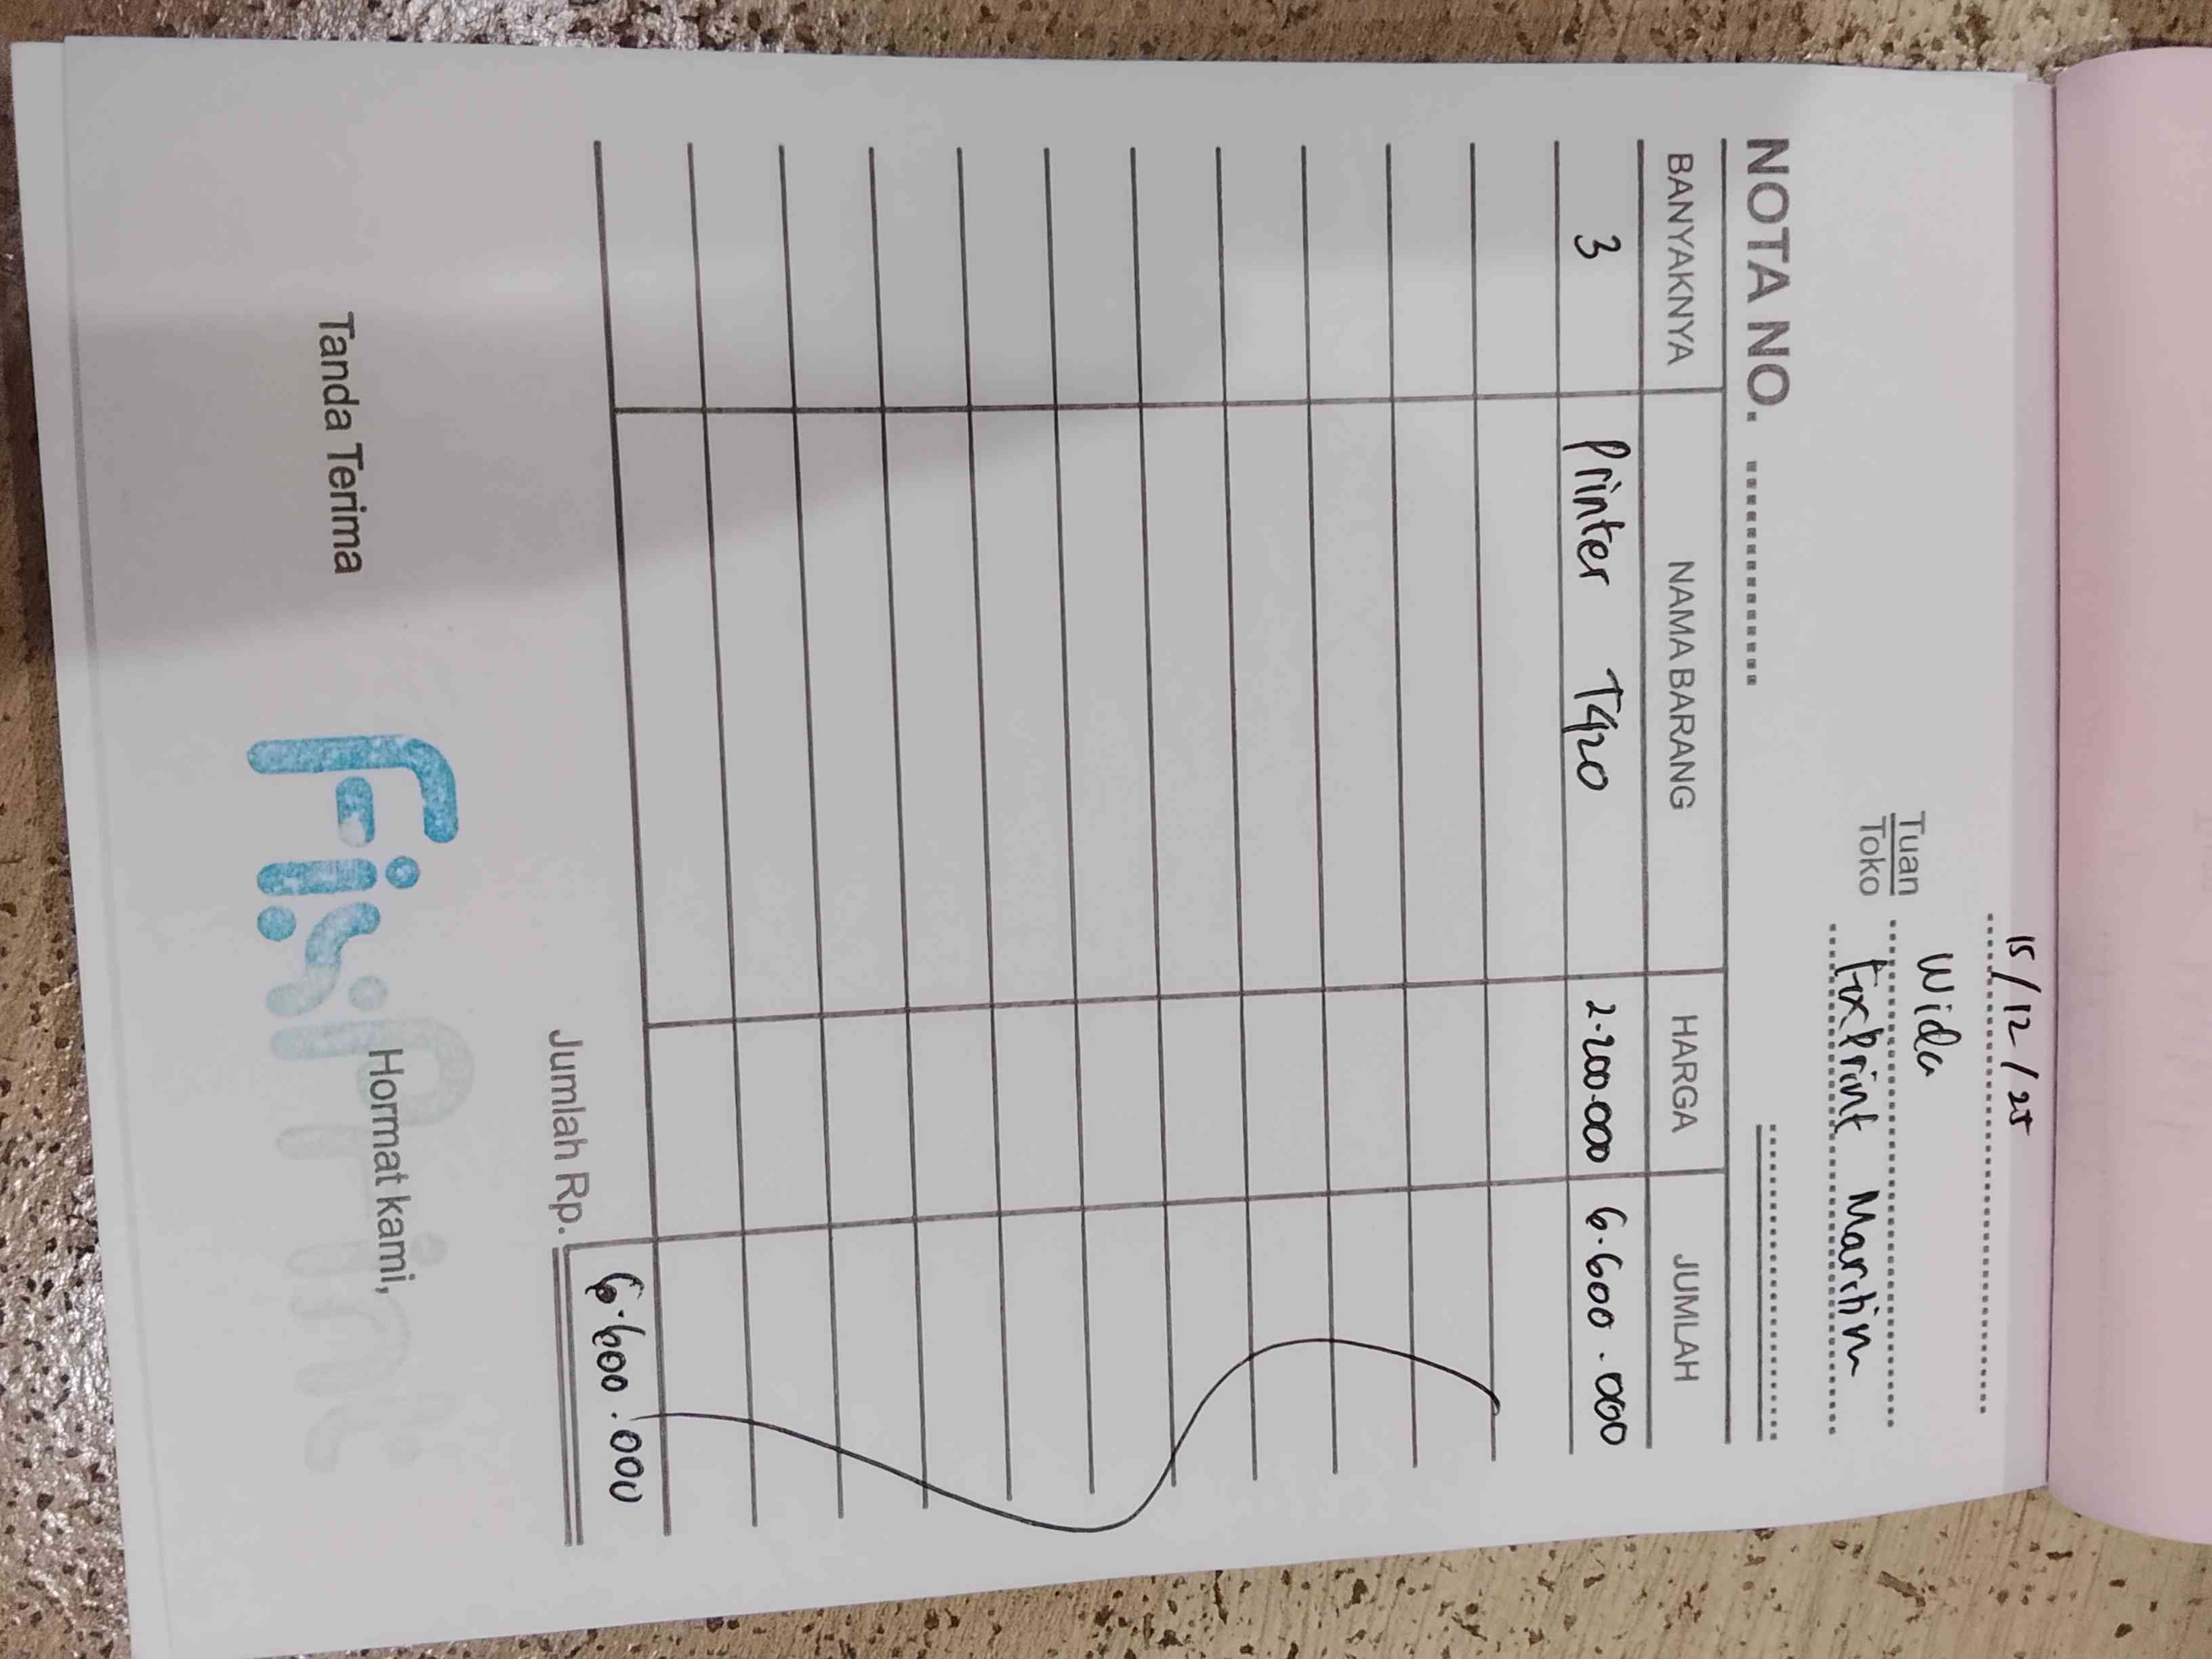 15/12/25
Tuan Wida
Toko FixPrint Maritim
NOTA NO. ..............
BANYAKNYA NAMA BARANG HARGA JUMLAH
3 Printer T420 2.200.000 6.600.000
Jumlah Rp. 6.600.000
Tanda Terima Hormat kami,
FixPrint